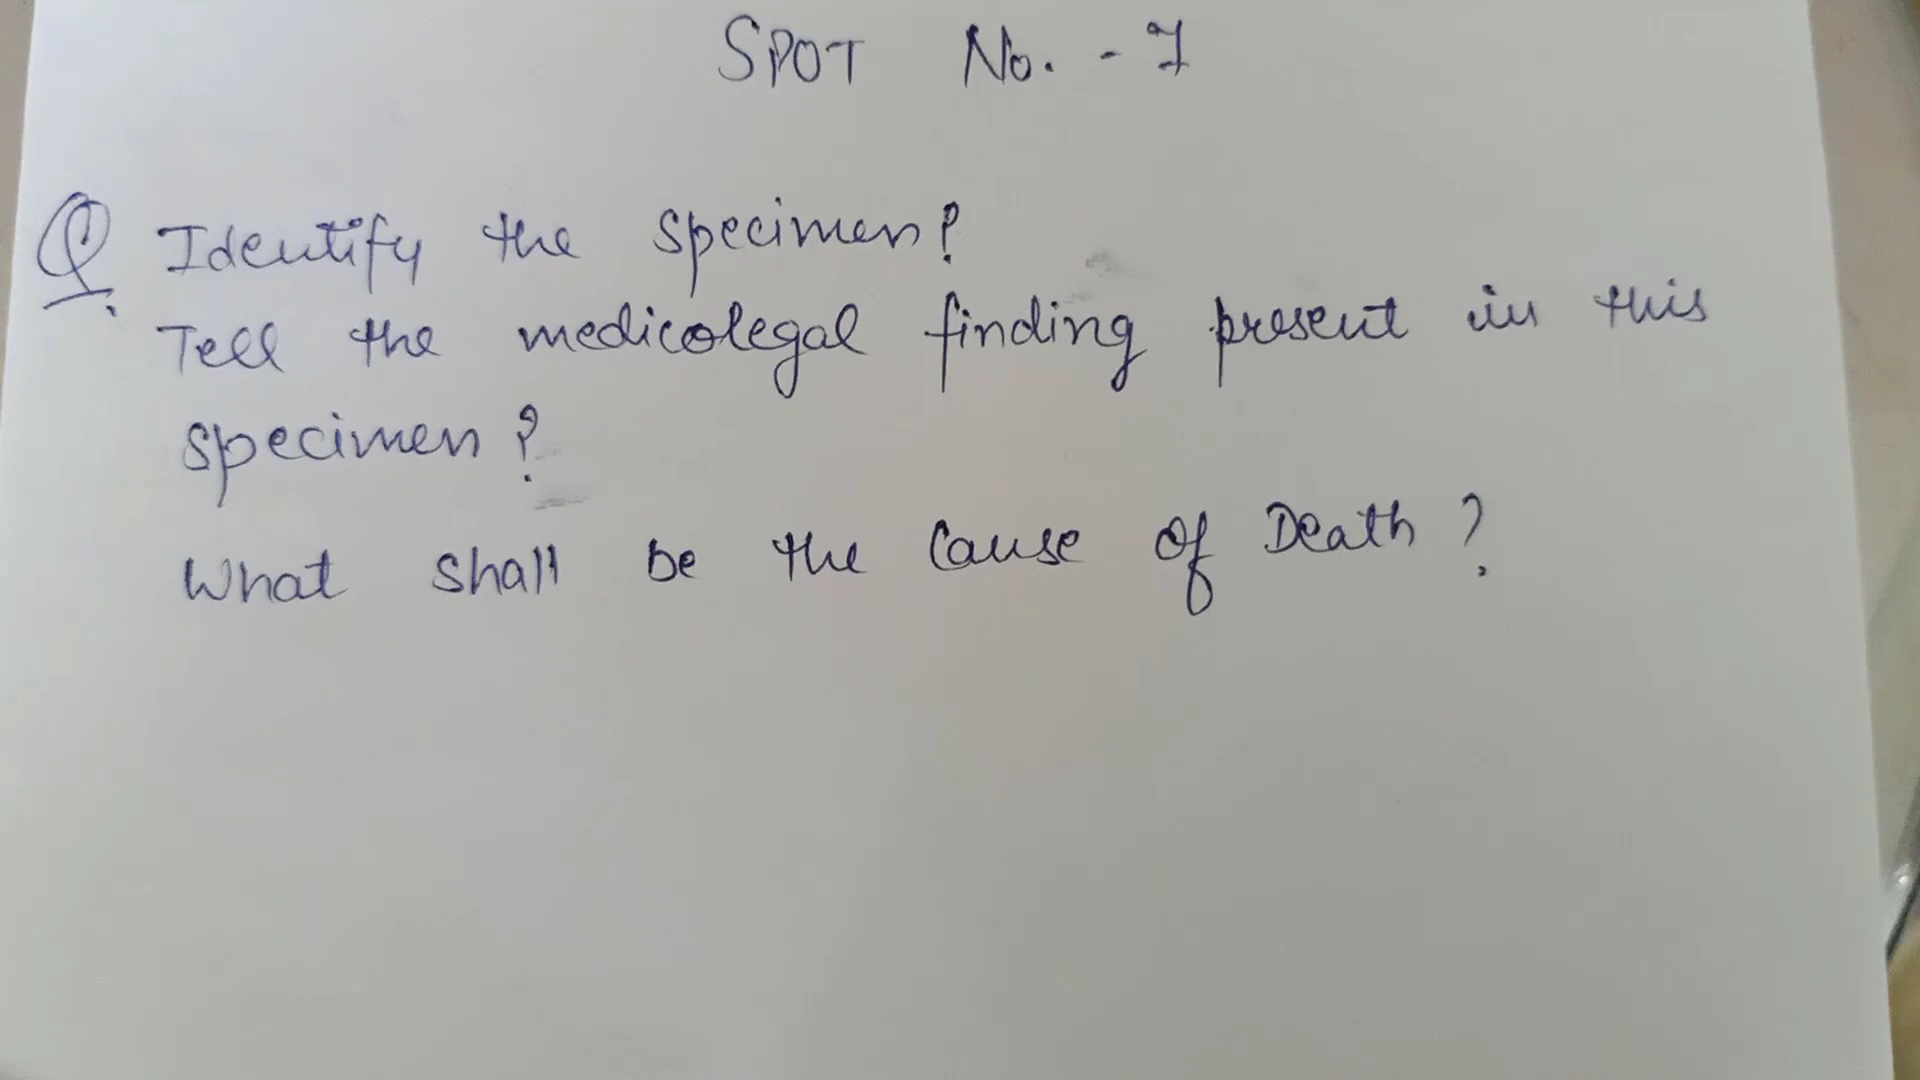 SPOT No. - 7
Q. Identify the specimen?
Tell the medicolegal finding present in this
specimen?
What shall be the Cause of Death?